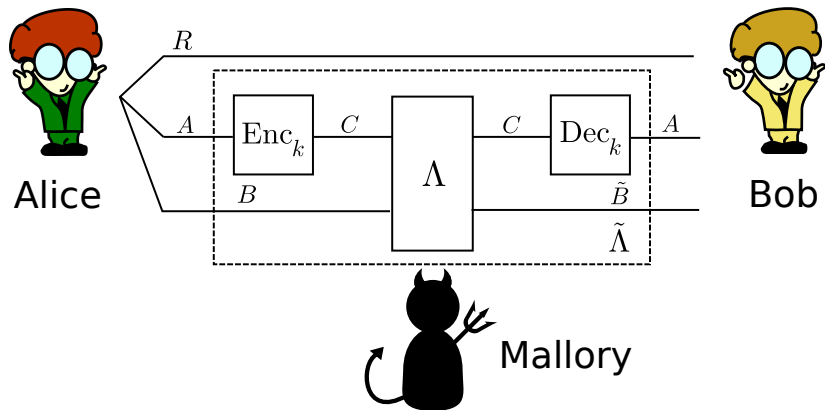 R
A Enc_k C Λ C Dec_k A
B B̃
Λ̃
Alice
Bob
Mallory